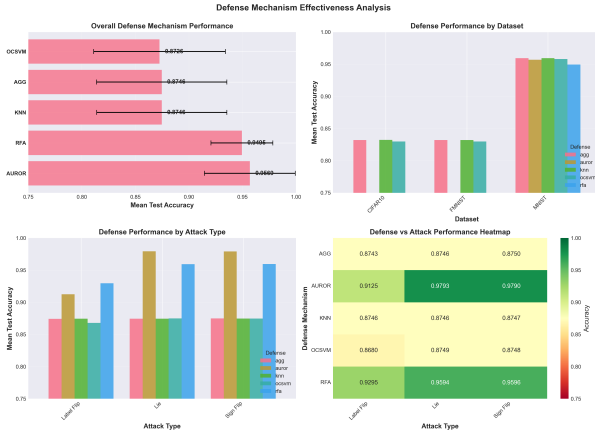 Defense Mechanism Effectiveness Analysis
Overall Defense Mechanism Performance
OCSVM
0.8726
AGG
0.8746
KNN
0.8746
RFA
0.9495
AUROR
0.9569
0.75
0.80
0.85
0.90
0.95
1.00
Mean Test Accuracy
Defense Performance by Dataset
Mean Test Accuracy
1.00
0.95
0.90
0.85
0.80
0.75
CIFAR10
FMNIST
MNIST
Dataset
Defense
agg
auror
knn
ocsvm
rfa
Defense Performance by Attack Type
Mean Test Accuracy
1.00
0.95
0.90
0.85
0.80
0.75
Label Flip
Lie
Sign Flip
Attack Type
Defense
agg
auror
knn
ocsvm
rfa
Defense vs Attack Performance Heatmap
Defense Mechanism
AGG 0.8743 0.8746 0.8750
AUROR 0.9125 0.9793 0.9790
KNN 0.8746 0.8746 0.8747
OCSVM 0.8680 0.8749 0.8748
RFA 0.9295 0.9594 0.9596
Label Flip
Lie
Sign Flip
Attack Type
1.00
0.95
0.90
0.85
0.80
0.75
Accuracy